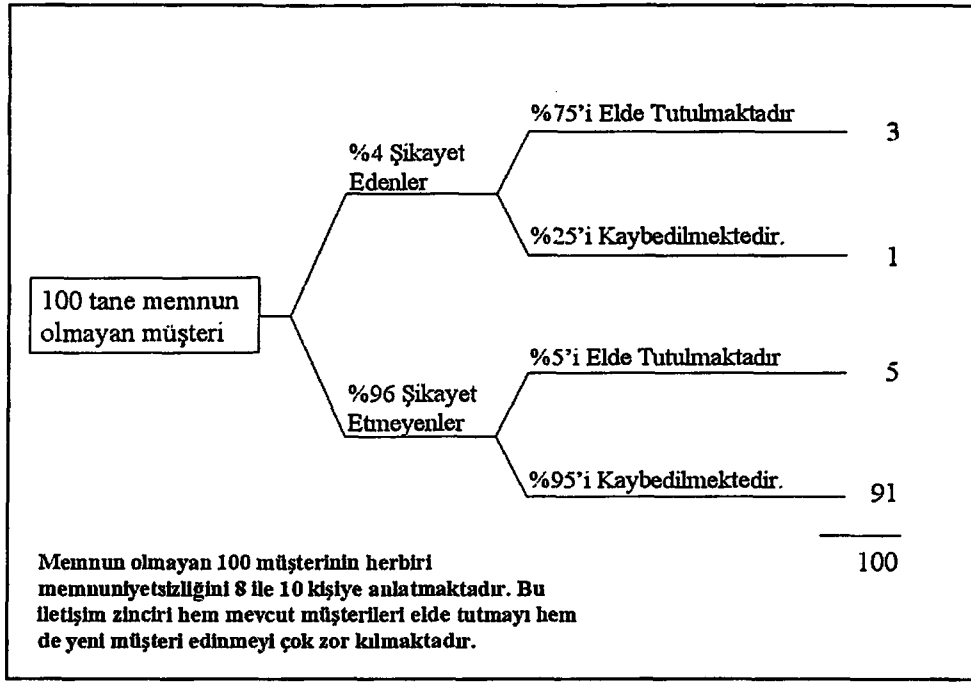 %75'i Elde Tutulmaktadır 3
%4 Şikayet
Edenler
%25'i Kaybedilmektedir. 1
100 tane memnun
olmayan müşteri
%5'i Elde Tutulmaktadır 5
%96 Şikayet
Etmeyenler
%95'i Kaybedilmektedir. 91
100
Memnun olmayan 100 müşterinin herbiri
memnuniyetsizliğini 8 ile 10 kişiye anlatmaktadır. Bu
iletişim zinciri hem mevcut müşterileri elde tutmayı hem
de yeni müşteri edinmeyi çok zor kılmaktadır.